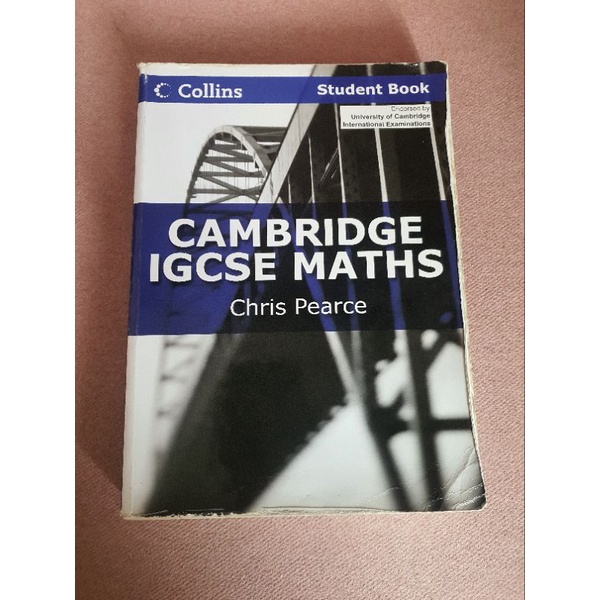 Collins
Student Book
Endorsed by
University of Cambridge
International Examinations
CAMBRIDGE
IGCSE MATHS
Chris Pearce